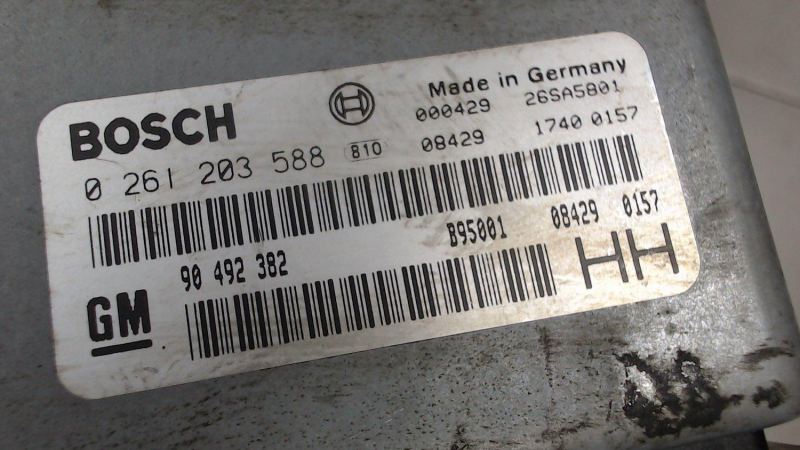 BOSCH
Made in Germany
000429 26SA5801
0 261 203 588 B10 08429 1740 0157
90 492 382 B95001 08429 0157
GM
HH